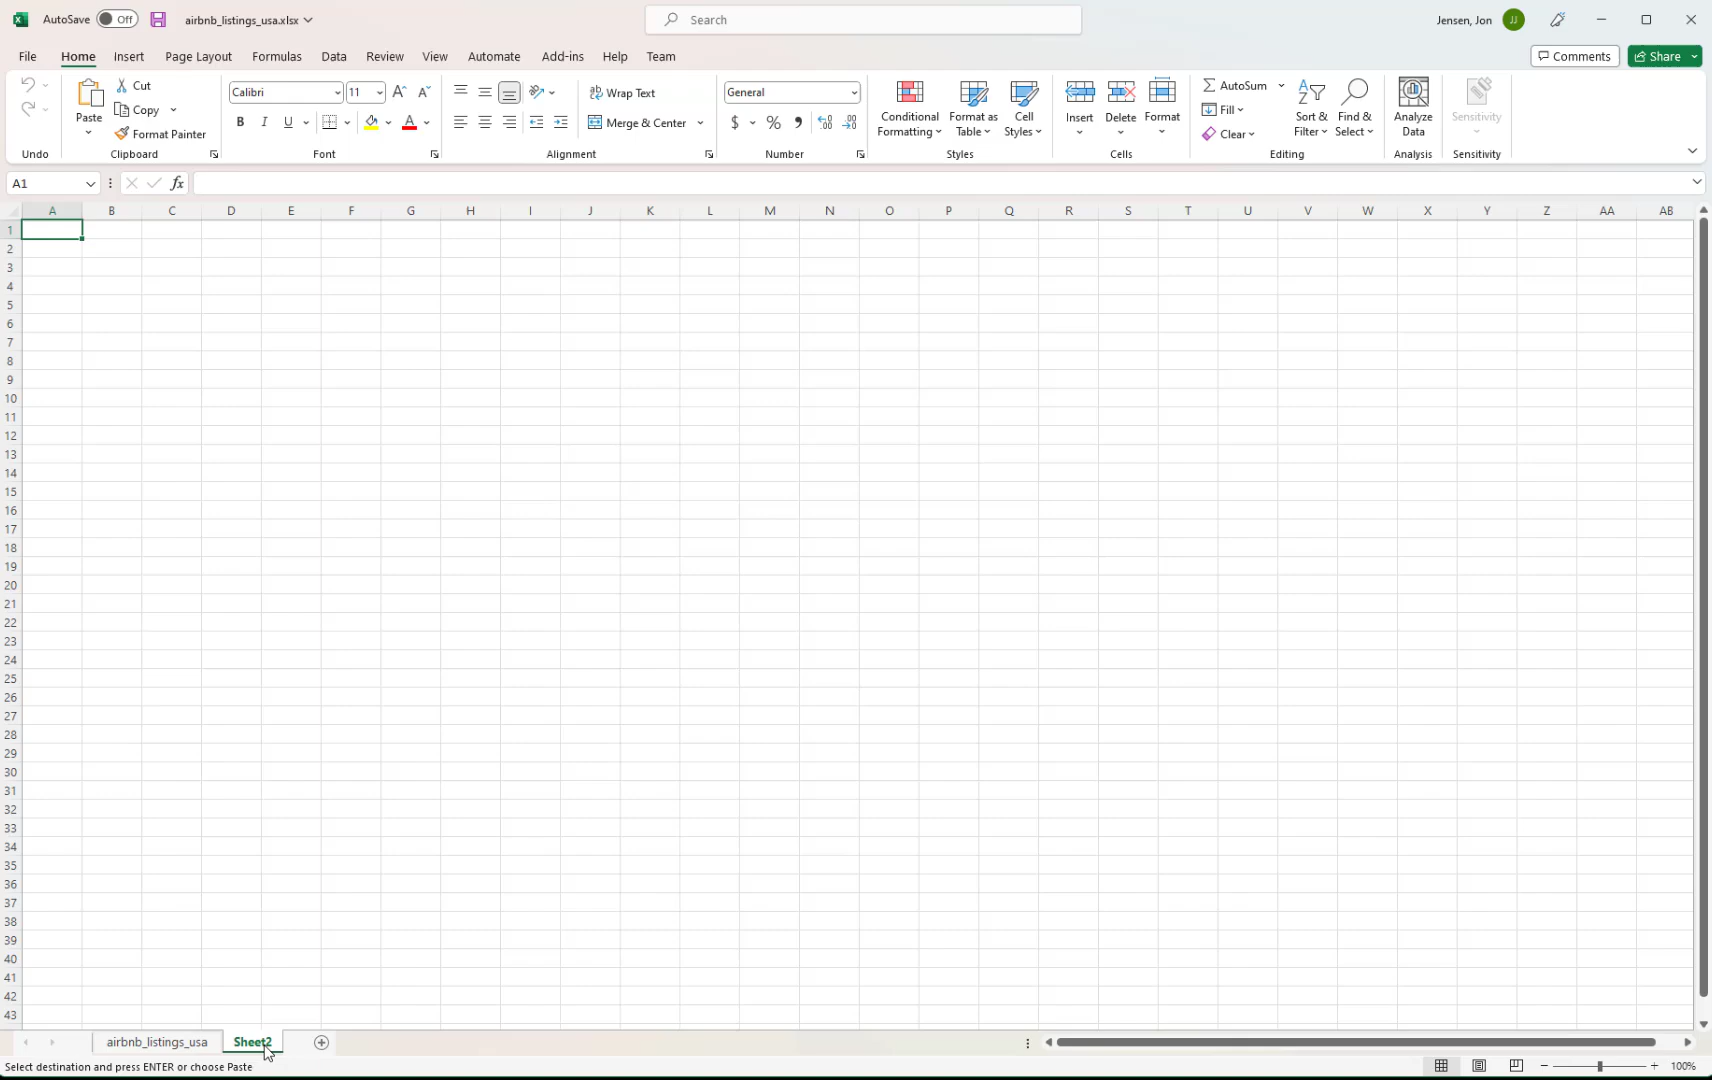 AutoSave Off airbnb_listings_usa.xlsx Search Jensen, Jon JJ
File Home Insert Page Layout Formulas Data Review View Automate Add-ins Help Team Comments Share
Paste Cut Copy Format Painter
Calibri 11
B I U A
Wrap Text
Merge & Center
General
$ % 9
Conditional Formatting
Format as Table
Cell Styles
Insert Delete Format
AutoSum
Fill
Clear
Sort & Filter
Find & Select
Analyze Data
Sensitivity
Undo Clipboard Font Alignment Number Styles Cells Editing Analysis Sensitivity
A1 fx
A B C D E F G H I J K L M N O P Q R S T U V W X Y Z AA AB
1
2
3
4
5
6
7
8
9
10
11
12
13
14
15
16
17
18
19
20
21
22
23
24
25
26
27
28
29
30
31
32
33
34
35
36
37
38
39
40
41
42
43
airbnb_listings_usa Sheet2
Select destination and press ENTER or choose Paste 100%